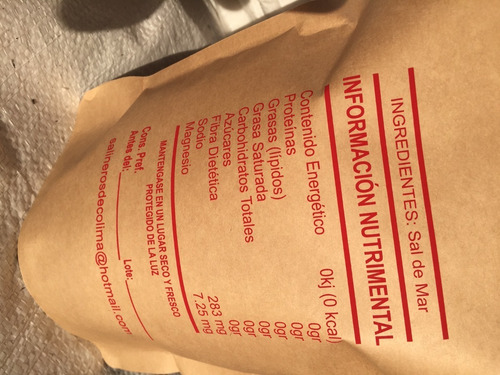 INGREDIENTES: Sal de Mar
INFORMACIÓN NUTRIMENTAL
Contenido Energético 0kj (0 kcal)
Proteínas 0gr
Grasas (lípidos) 0gr
Grasa Saturada 0gr
Carbohidratos Totales 0gr
Azúcares 0gr
Fibra Dietética 0gr
Sodio 283 mg
Magnesio 7.25 mg
MANTENGASE EN UN LUGAR SECO Y FRESCO
PROTEGIDO DE LA LUZ
Cons. Pref.
Antes del: Lote:
salinerosdecolima@hotmail.com